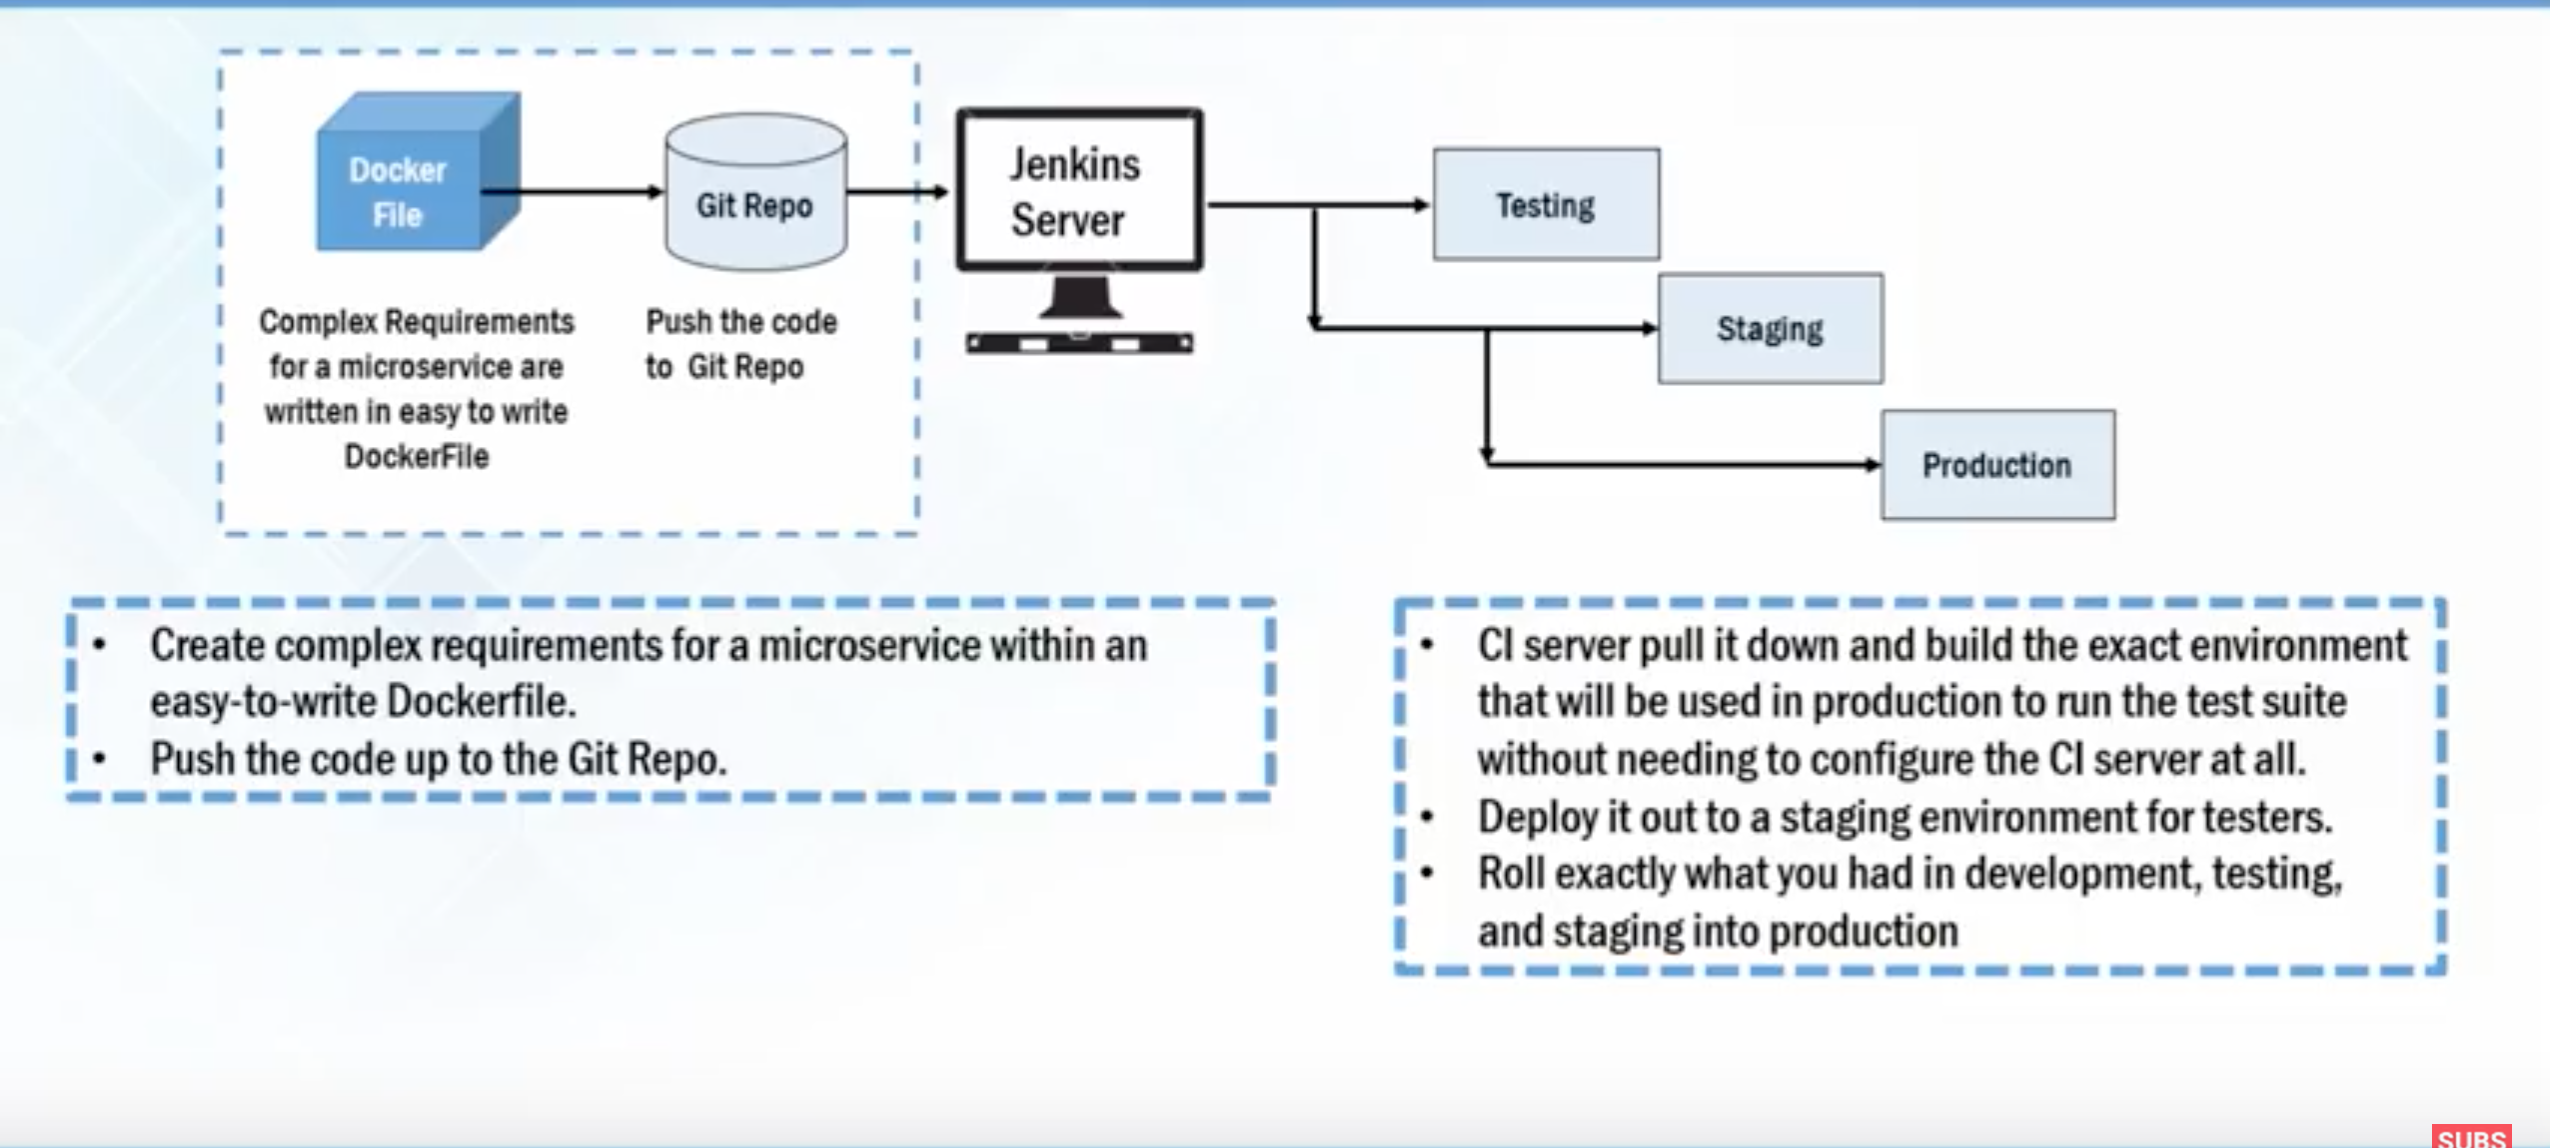 Docker
File
Git Repo
Jenkins
Server
Testing
Staging
Production
Complex Requirements
for a microservice are
written in easy to write
DockerFile
Push the code
to Git Repo
• Create complex requirements for a microservice within an
easy-to-write Dockerfile.
• Push the code up to the Git Repo.
• CI server pull it down and build the exact environment
that will be used in production to run the test suite
without needing to configure the CI server at all.
• Deploy it out to a staging environment for testers.
• Roll exactly what you had in development, testing,
and staging into production
SUBS